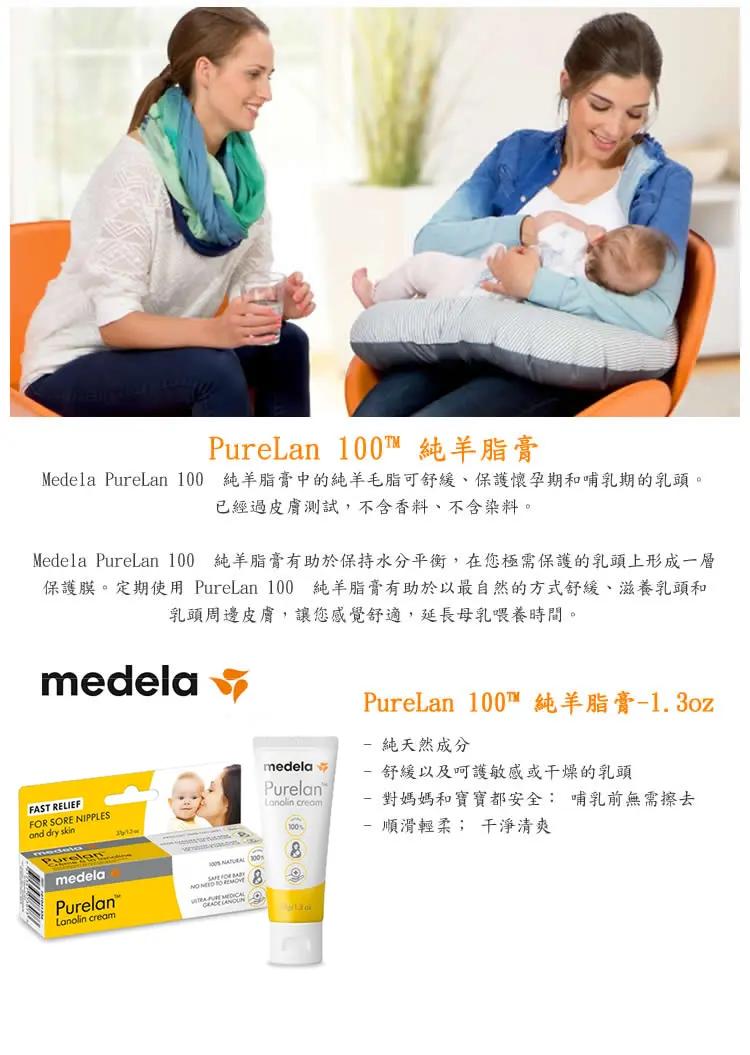 PureLan 100™ 純羊脂膏
Medela PureLan 100 純羊脂膏中的純羊毛脂可舒緩、保護懷孕期和哺乳期的乳頭。
已經過皮膚測試，不含香料、不含染料。
Medela PureLan 100 純羊脂膏有助於保持水分平衡，在您極需保護的乳頭上形成一層
保護膜。定期使用 PureLan 100 純羊脂膏有助於以最自然的方式舒緩、滋養乳頭和
乳頭周邊皮膚，讓您感覺舒適，延長母乳喂養時間。
medela
PureLan 100™ 純羊脂膏-1.3oz
- 純天然成分
- 舒緩以及呵護敏感或干燥的乳頭
- 對媽媽和寶寶都安全： 哺乳前無需擦去
- 順滑輕柔； 干淨清爽
FAST RELIEF
FOR SORE NIPPLES
and dry skin
37g/1.3 oz
medela
Purelan™
medela
Purelan™
Lanolin cream
100% NATURAL
100%
SAFE FOR BABY
NO NEED TO REMOVE
ULTRA-PURE MEDICAL
GRADE LANOLIN
medela
Purelan™
Lanolin cream
100%